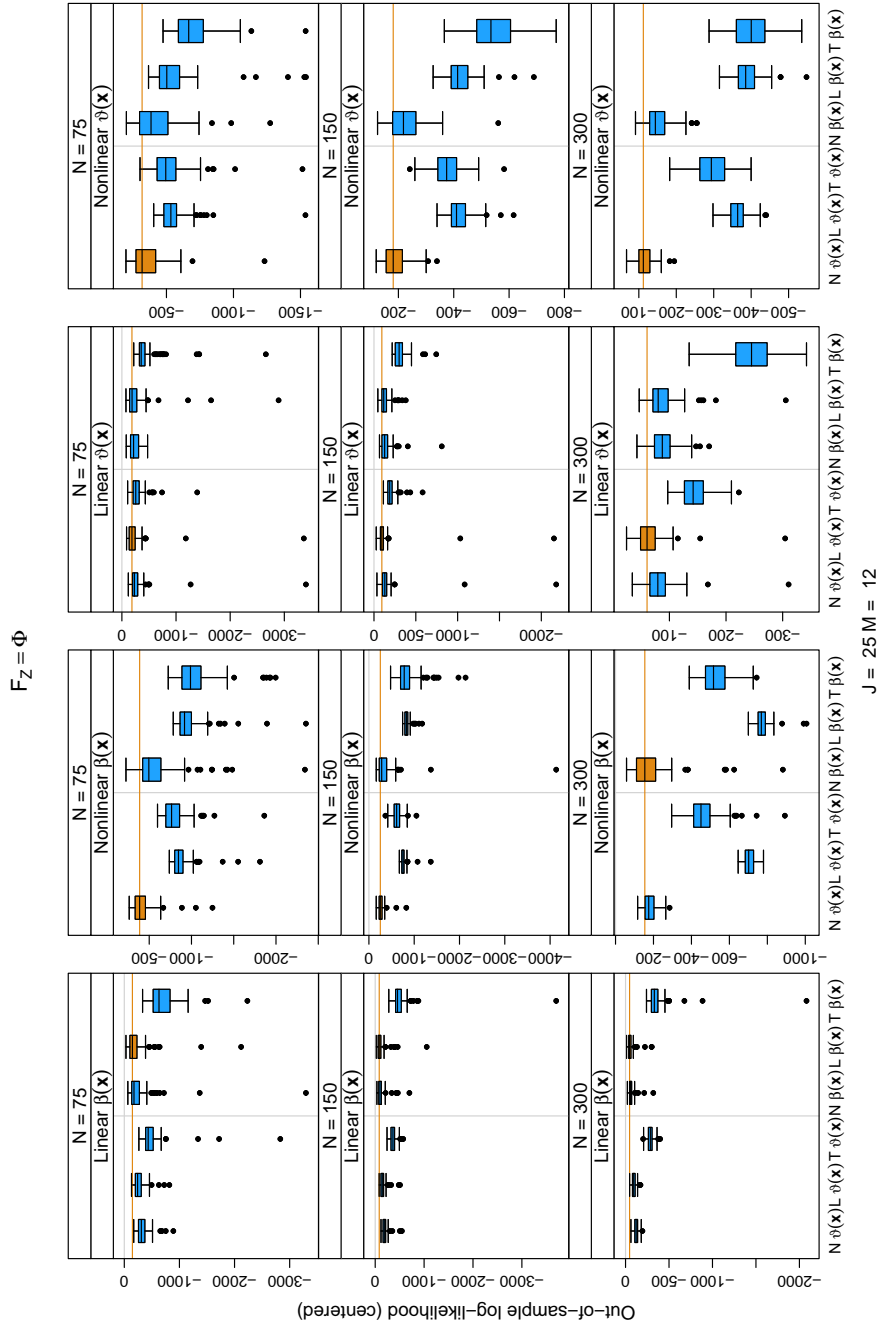 F_Z = Φ
Out−of−sample log−likelihood (centered)
N = 75
N = 75
N = 75
N = 75
Linear β(x)
Nonlinear β(x)
Linear ϑ(x)
Nonlinear ϑ(x)
0 −1000 −2000 −3000
−500 −1000 −2000
0 −1000 −2000 −3000
−500 −1000 −1500
N = 150
N = 150
N = 150
N = 150
Linear β(x)
Nonlinear β(x)
Linear ϑ(x)
Nonlinear ϑ(x)
0 −1000 −2000 −3000
0 −1000 −2000 −3000 −4000
0 −500 −1000 −2000
−200 −400 −600 −800
N = 300
N = 300
N = 300
N = 300
Linear β(x)
Nonlinear β(x)
Linear ϑ(x)
Nonlinear ϑ(x)
0 −500 −1000 −2000
−200 −400 −600 −1000
−100 −200 −300
−100 −200 −300 −400 −500
N ϑ(x) L ϑ(x) T ϑ(x) N β(x) L β(x) T β(x)
N ϑ(x) L ϑ(x) T ϑ(x) N β(x) L β(x) T β(x)
N ϑ(x) L ϑ(x) T ϑ(x) N β(x) L β(x) T β(x)
N ϑ(x) L ϑ(x) T ϑ(x) N β(x) L β(x) T β(x)
J = 25 M = 12